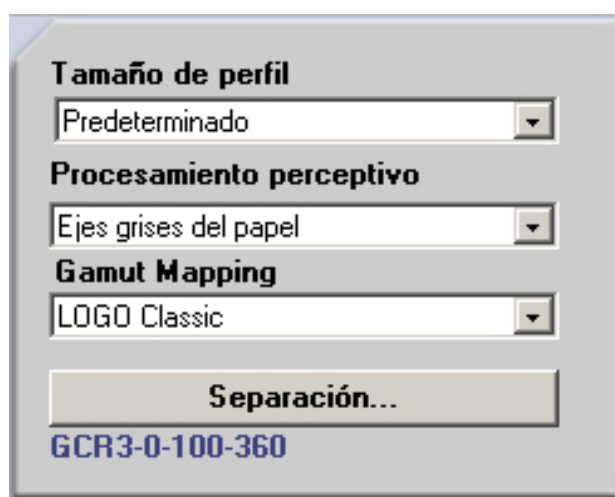 Tamaño de perfil
Predeterminado
Procesamiento perceptivo
Ejes grises del papel
Gamut Mapping
LOGO Classic
Separación...
GCR3-0-100-360